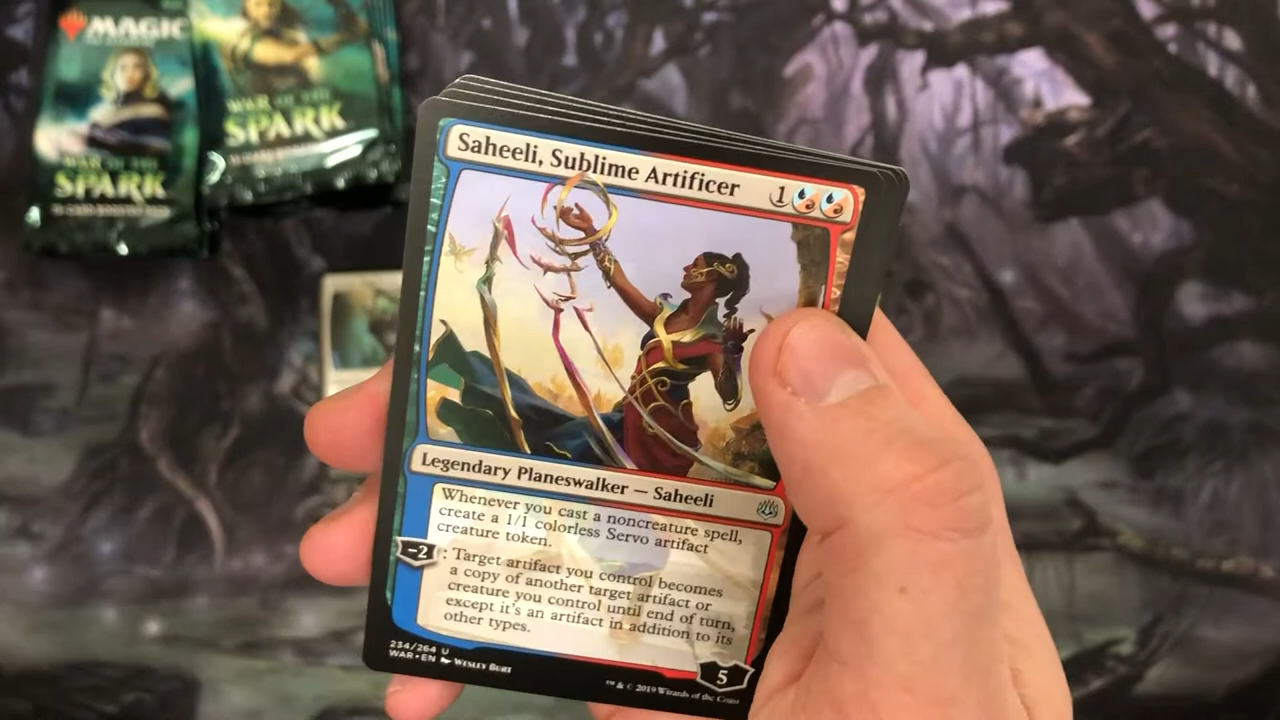 MAGIC
WAR OF THE
SPARK
WAR OF THE
SPARK
Saheeli, Sublime Artificer
1
Legendary Planeswalker — Saheeli
Whenever you cast a noncreature spell,
create a 1/1 colorless Servo artifact
creature token.
−2 : Target artifact you control becomes
a copy of another target artifact or
creature you control until end of turn,
except it's an artifact in addition to its
other types.
5
234/264 U
WAR • EN Wesley Burt
™ & © 2019 Wizards of the Coast